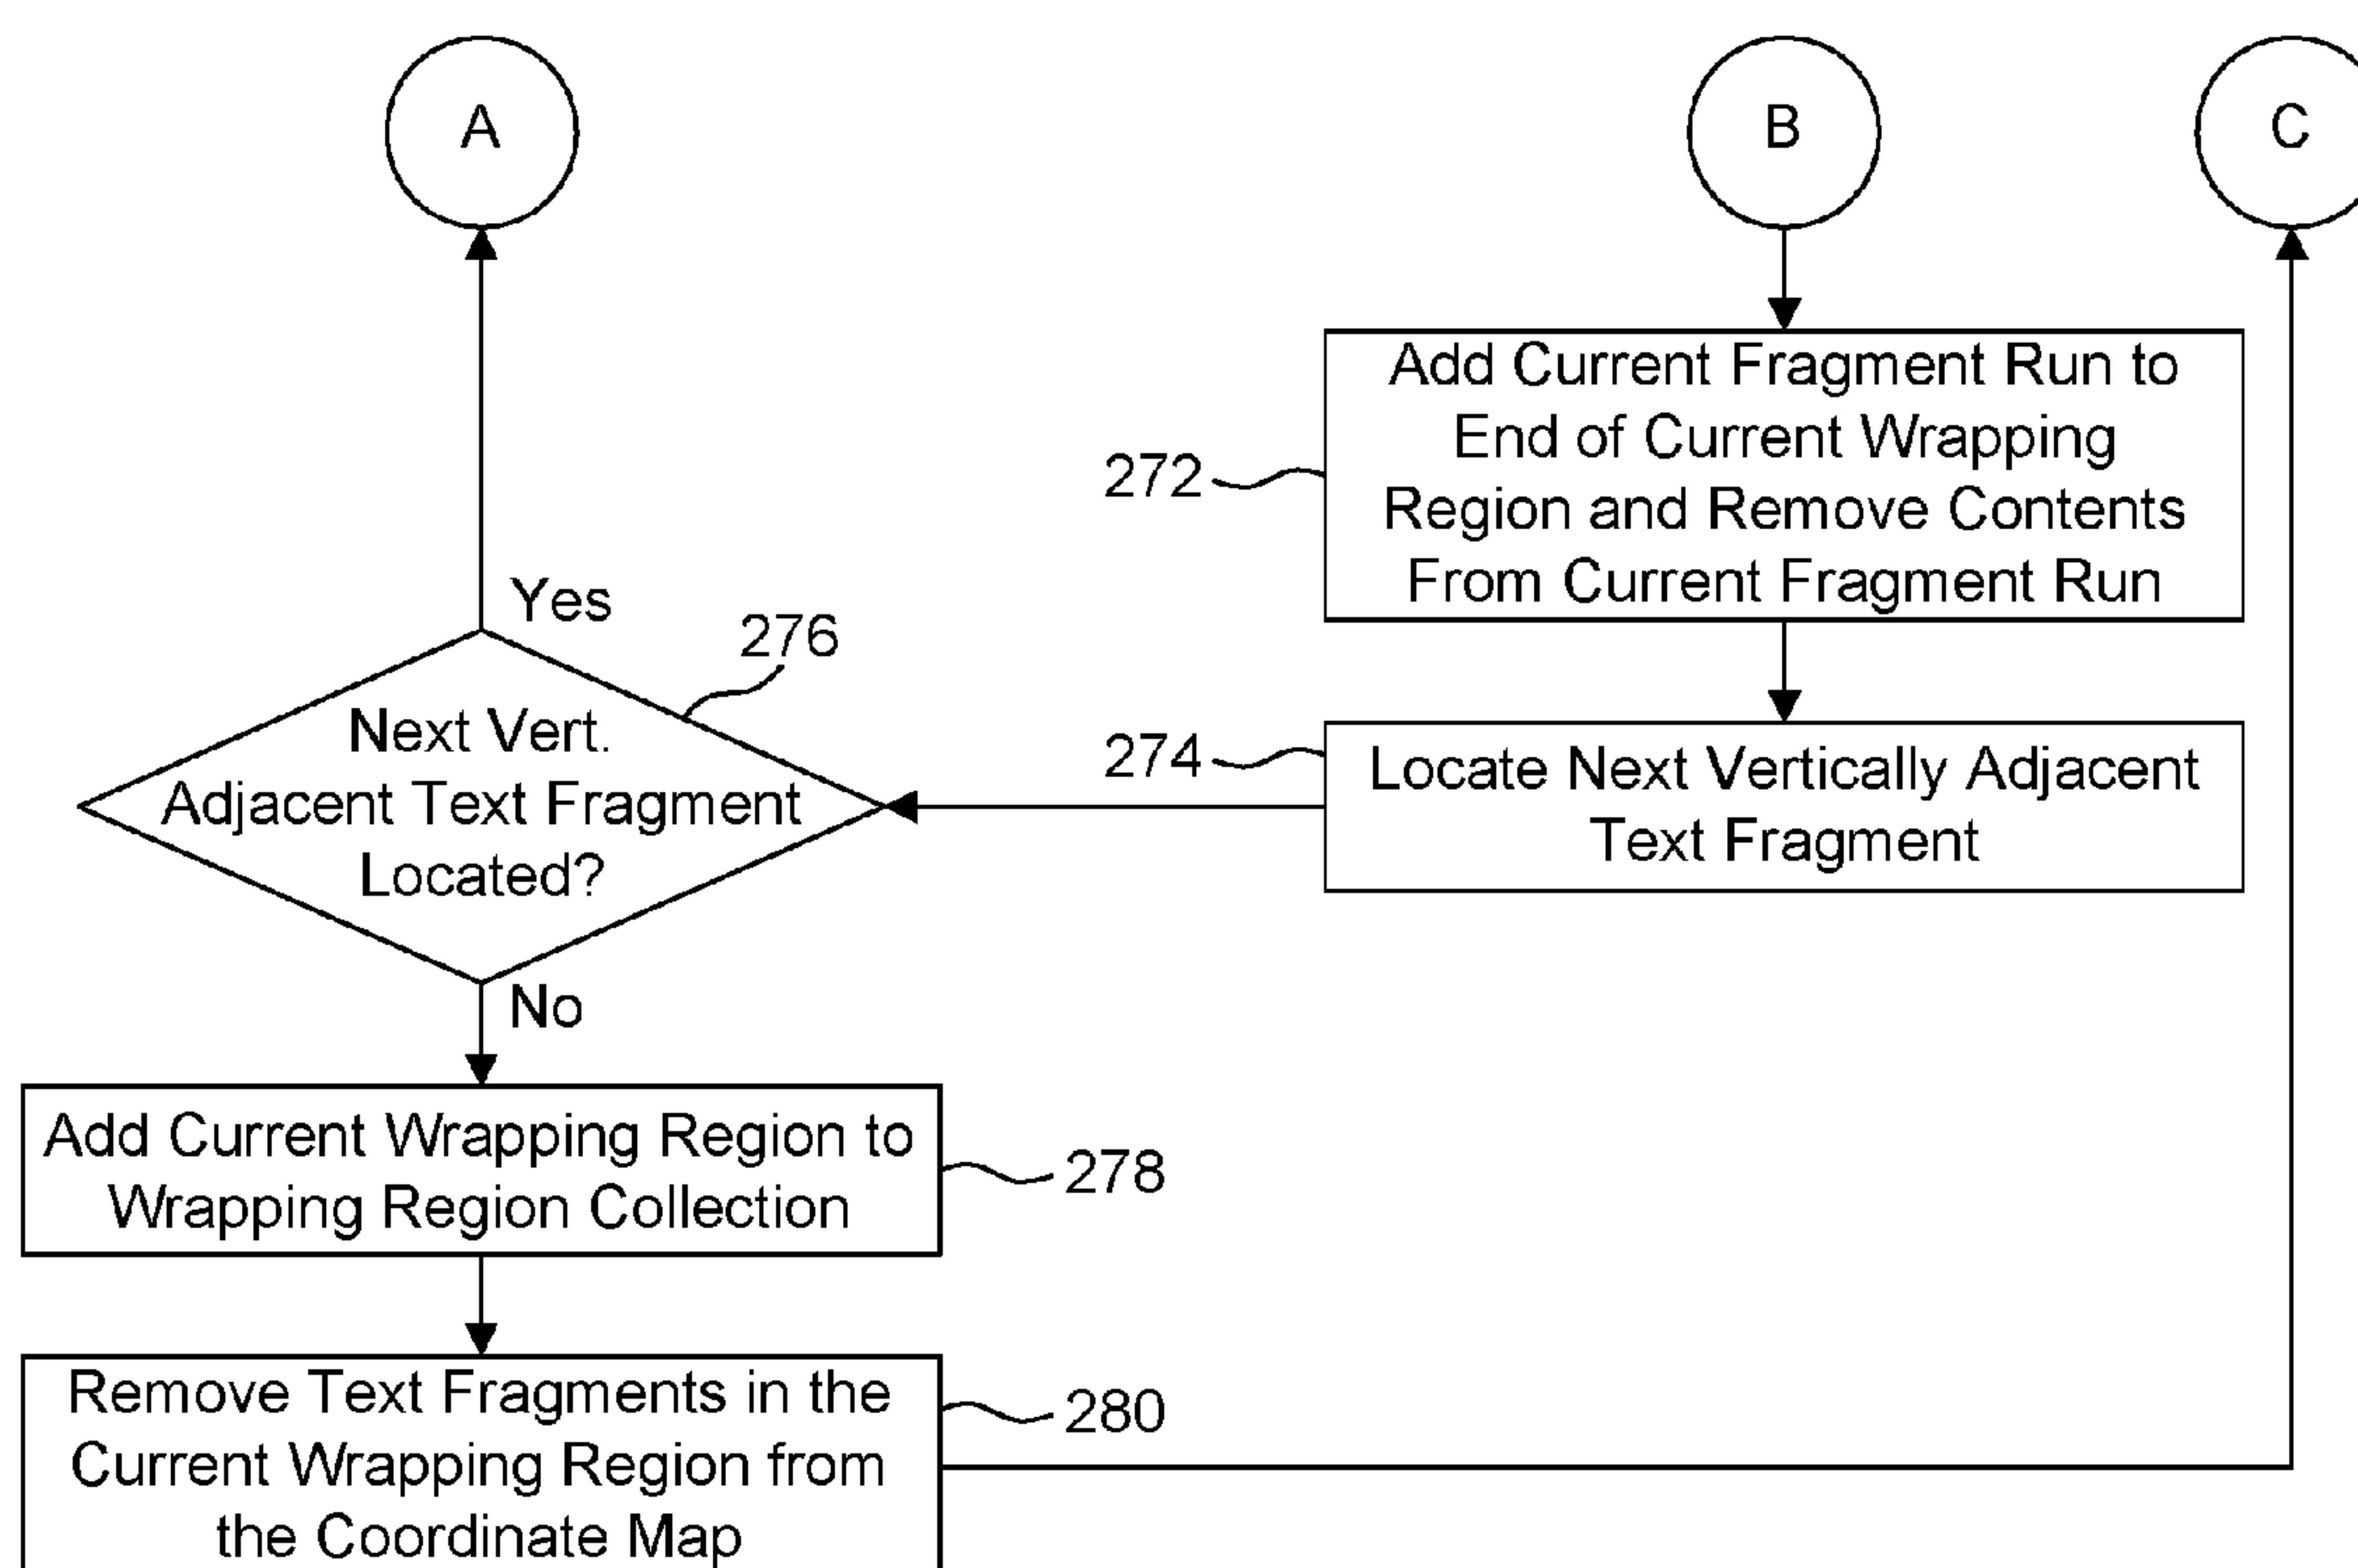 A
B
C
Add Current Fragment Run to
End of Current Wrapping
Region and Remove Contents
From Current Fragment Run
272
Yes
276
Next Vert.
Adjacent Text Fragment
Located?
274
Locate Next Vertically Adjacent
Text Fragment
No
Add Current Wrapping Region to
Wrapping Region Collection
278
Remove Text Fragments in the
Current Wrapping Region from
the Coordinate Map
280